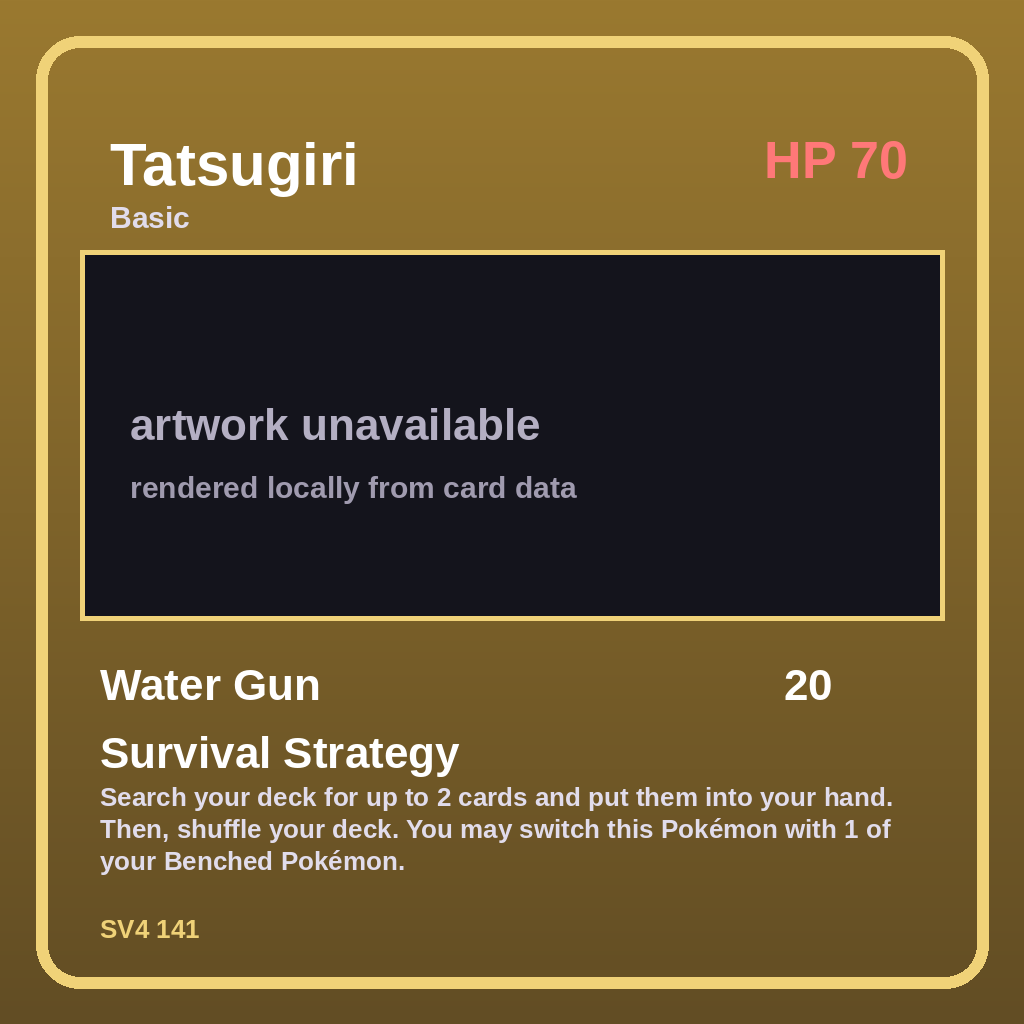 Tatsugiri
HP 70
Basic
artwork unavailable
rendered locally from card data
Water Gun 20
Survival Strategy
Search your deck for up to 2 cards and put them into your hand.
Then, shuffle your deck. You may switch this Pokémon with 1 of
your Benched Pokémon.
SV4 141